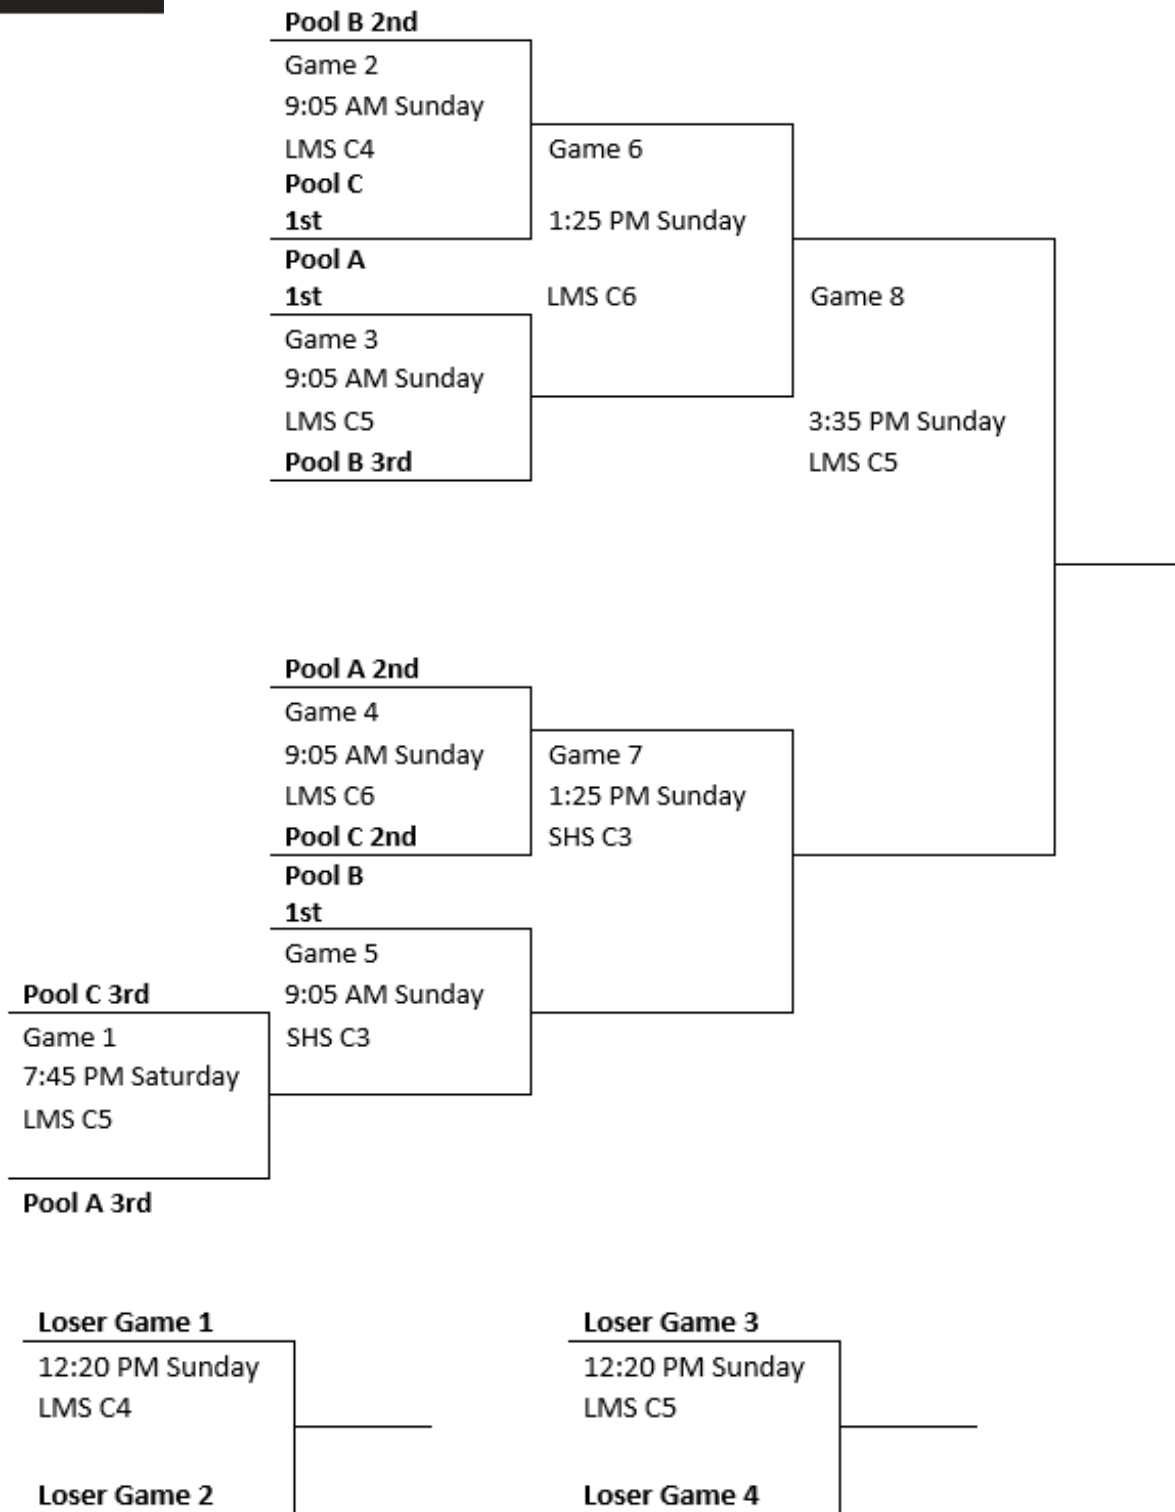 Pool B 2nd
Game 2
9:05 AM Sunday
LMS C4
Pool C
1st
Game 6
1:25 PM Sunday
LMS C6
Pool A
1st
Game 3
9:05 AM Sunday
LMS C5
Pool B 3rd
Game 8
3:35 PM Sunday
LMS C5
Pool A 2nd
Game 4
9:05 AM Sunday
LMS C6
Pool C 2nd
Game 7
1:25 PM Sunday
SHS C3
Pool B
1st
Game 5
9:05 AM Sunday
SHS C3
Pool C 3rd
Game 1
7:45 PM Saturday
LMS C5
Pool A 3rd
Loser Game 1
12:20 PM Sunday
LMS C4
Loser Game 2
Loser Game 3
12:20 PM Sunday
LMS C5
Loser Game 4